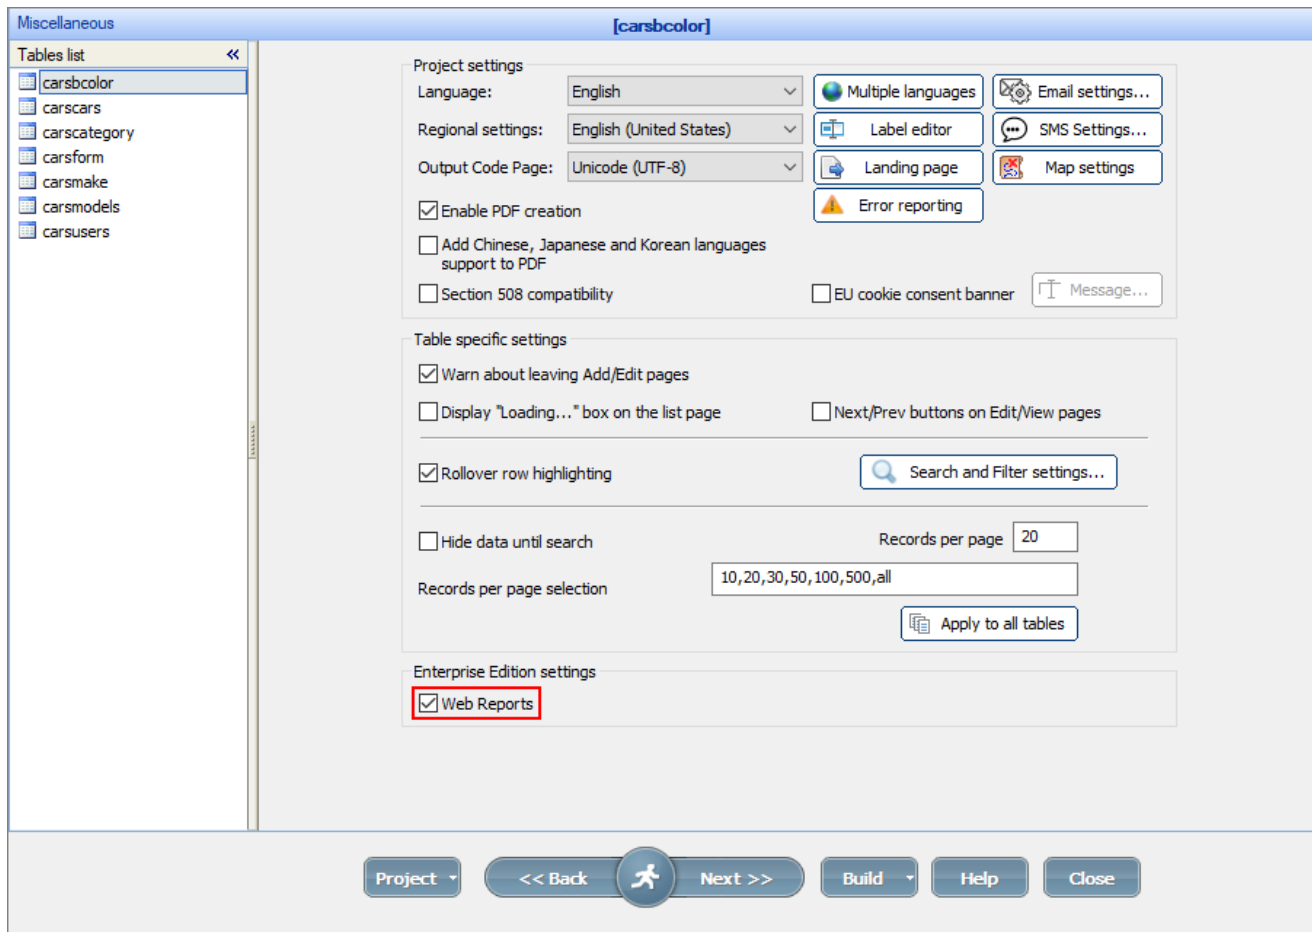 Miscellaneous
[carsbcolor]
Tables list
carsbcolor
carscars
carscategory
carsform
carsmake
carsmodels
carsusers
Project settings
Language: English Multiple languages Email settings...
Regional settings: English (United States) Label editor SMS Settings...
Output Code Page: Unicode (UTF-8) Landing page Map settings
Enable PDF creation Error reporting
Add Chinese, Japanese and Korean languages
support to PDF
Section 508 compatibility EU cookie consent banner Message...
Table specific settings
Warn about leaving Add/Edit pages
Display "Loading..." box on the list page Next/Prev buttons on Edit/View pages
Rollover row highlighting Search and Filter settings...
Hide data until search Records per page 20
Records per page selection 10,20,30,50,100,500,all
Apply to all tables
Enterprise Edition settings
Web Reports
Project << Back Next >> Build Help Close